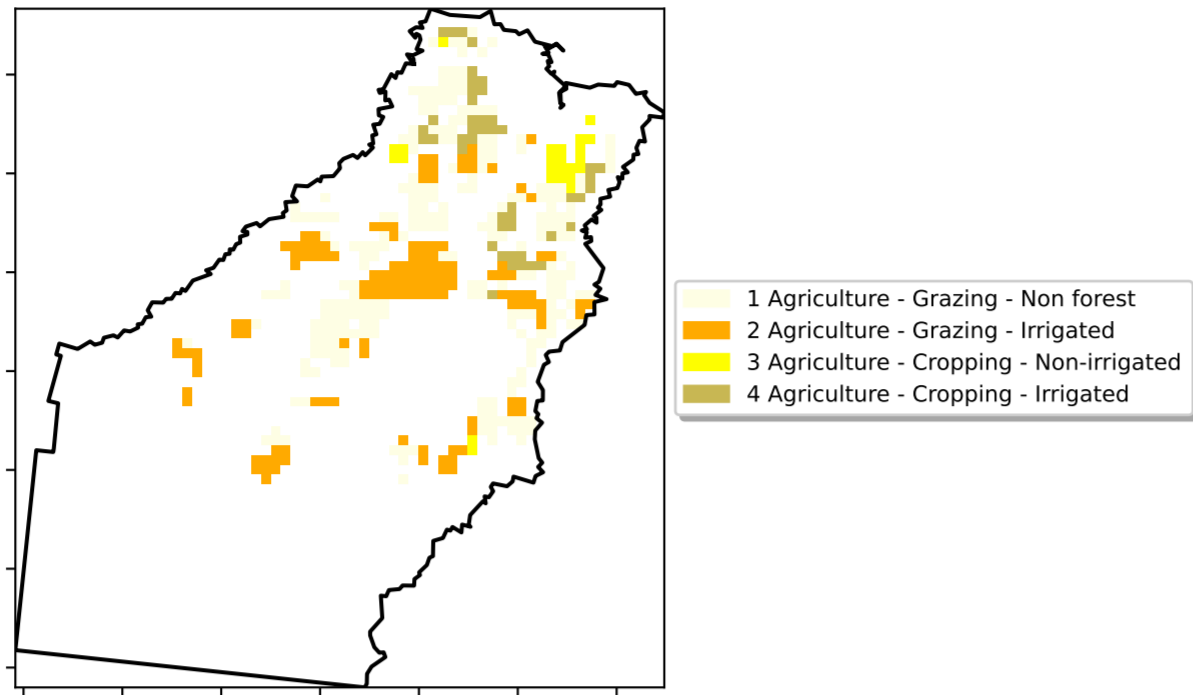 1 Agriculture - Grazing - Non forest
2 Agriculture - Grazing - Irrigated
3 Agriculture - Cropping - Non-irrigated
4 Agriculture - Cropping - Irrigated